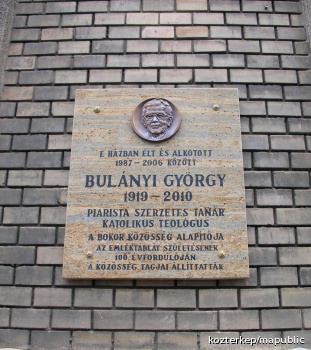 E HÁZBAN ÉLT ÉS ALKOTOTT
1987 - 2006 KÖZÖTT
BULÁNYI GYÖRGY
1919 - 2010
PIARISTA SZERZETES TANÁR
KATOLIKUS TEOLÓGUS
A BOKOR KÖZÖSSÉG ALAPÍTÓJA
AZ EMLÉKTÁBLÁT SZÜLETÉSÉNEK
100. ÉVFORDULÓJÁN
A KÖZÖSSÉG TAGJAI ÁLLÍTTATTÁK
kozterkep/mapublic